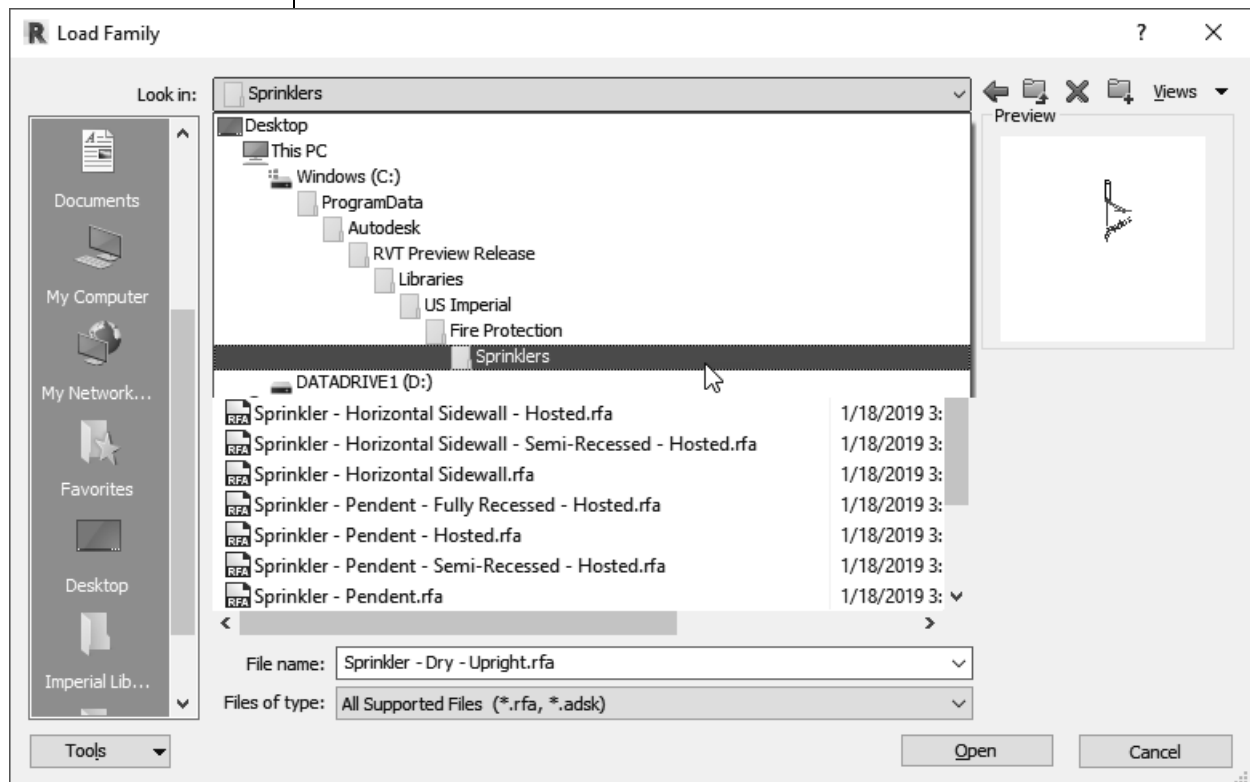 Load Family
Look in: Sprinklers
Views
Desktop
This PC
Windows (C:)
ProgramData
Autodesk
RVT Preview Release
Libraries
US Imperial
Fire Protection
Sprinklers
DATADRIVE1 (D:)
Sprinkler - Horizontal Sidewall - Hosted.rfa 1/18/2019 3:
Sprinkler - Horizontal Sidewall - Semi-Recessed - Hosted.rfa 1/18/2019 3:
Sprinkler - Horizontal Sidewall.rfa 1/18/2019 3:
Sprinkler - Pendent - Fully Recessed - Hosted.rfa 1/18/2019 3:
Sprinkler - Pendent - Hosted.rfa 1/18/2019 3:
Sprinkler - Pendent - Semi-Recessed - Hosted.rfa 1/18/2019 3:
Sprinkler - Pendent.rfa 1/18/2019 3:
Documents
My Computer
My Network...
Favorites
Desktop
Imperial Lib...
Preview
File name: Sprinkler - Dry - Upright.rfa
Files of type: All Supported Files (*.rfa, *.adsk)
Tools
Open
Cancel